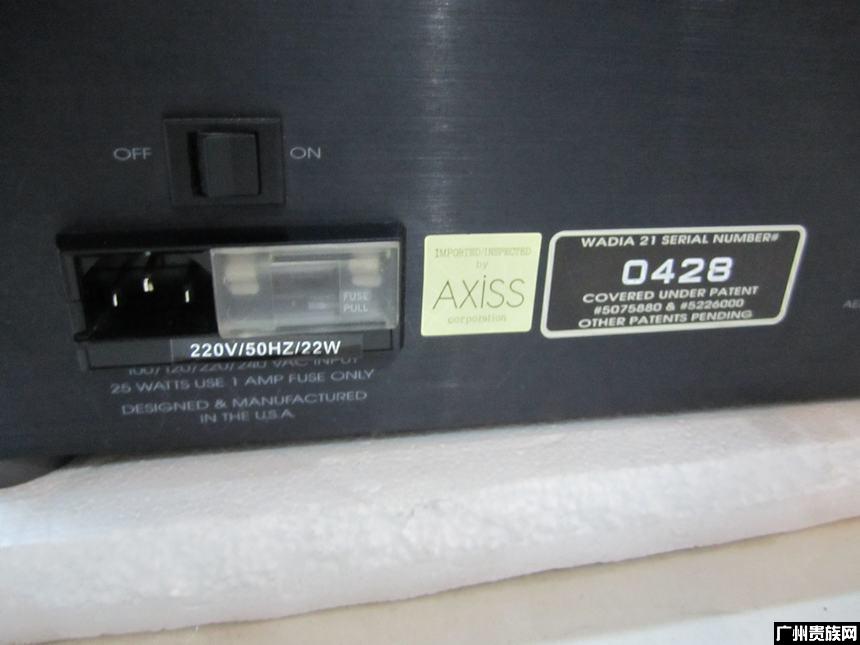 OFF
ON
FUSE
PULL
220V/50HZ/22W
100/120/220/240 VAC INPUT
25 WATTS USE 1 AMP FUSE ONLY
DESIGNED & MANUFACTURED
IN THE U.S.A.
IMPORTED/INSPECTED
by
AXiSS
corporation
WADIA 21 SERIAL NUMBER#
0428
COVERED UNDER PATENT
#5075880 & #5226000
OTHER PATENTS PENDING
广州贵族网